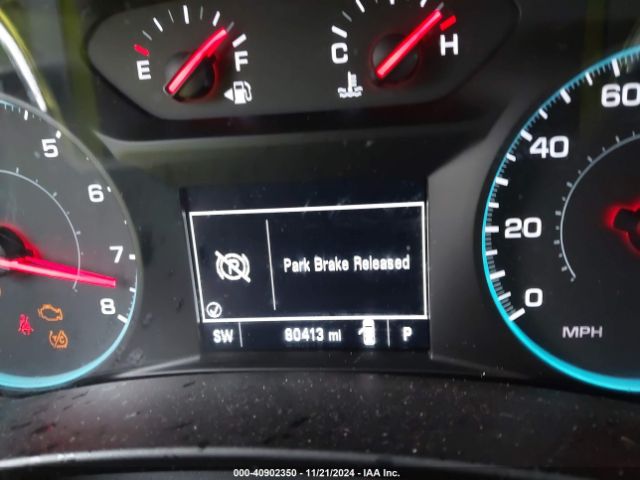 E F
C H
5
6
7
8
60
40
20
0
MPH
Park Brake Released
SW 80413 mi P
000-40902350 - 11/21/2024 - IAA Inc.